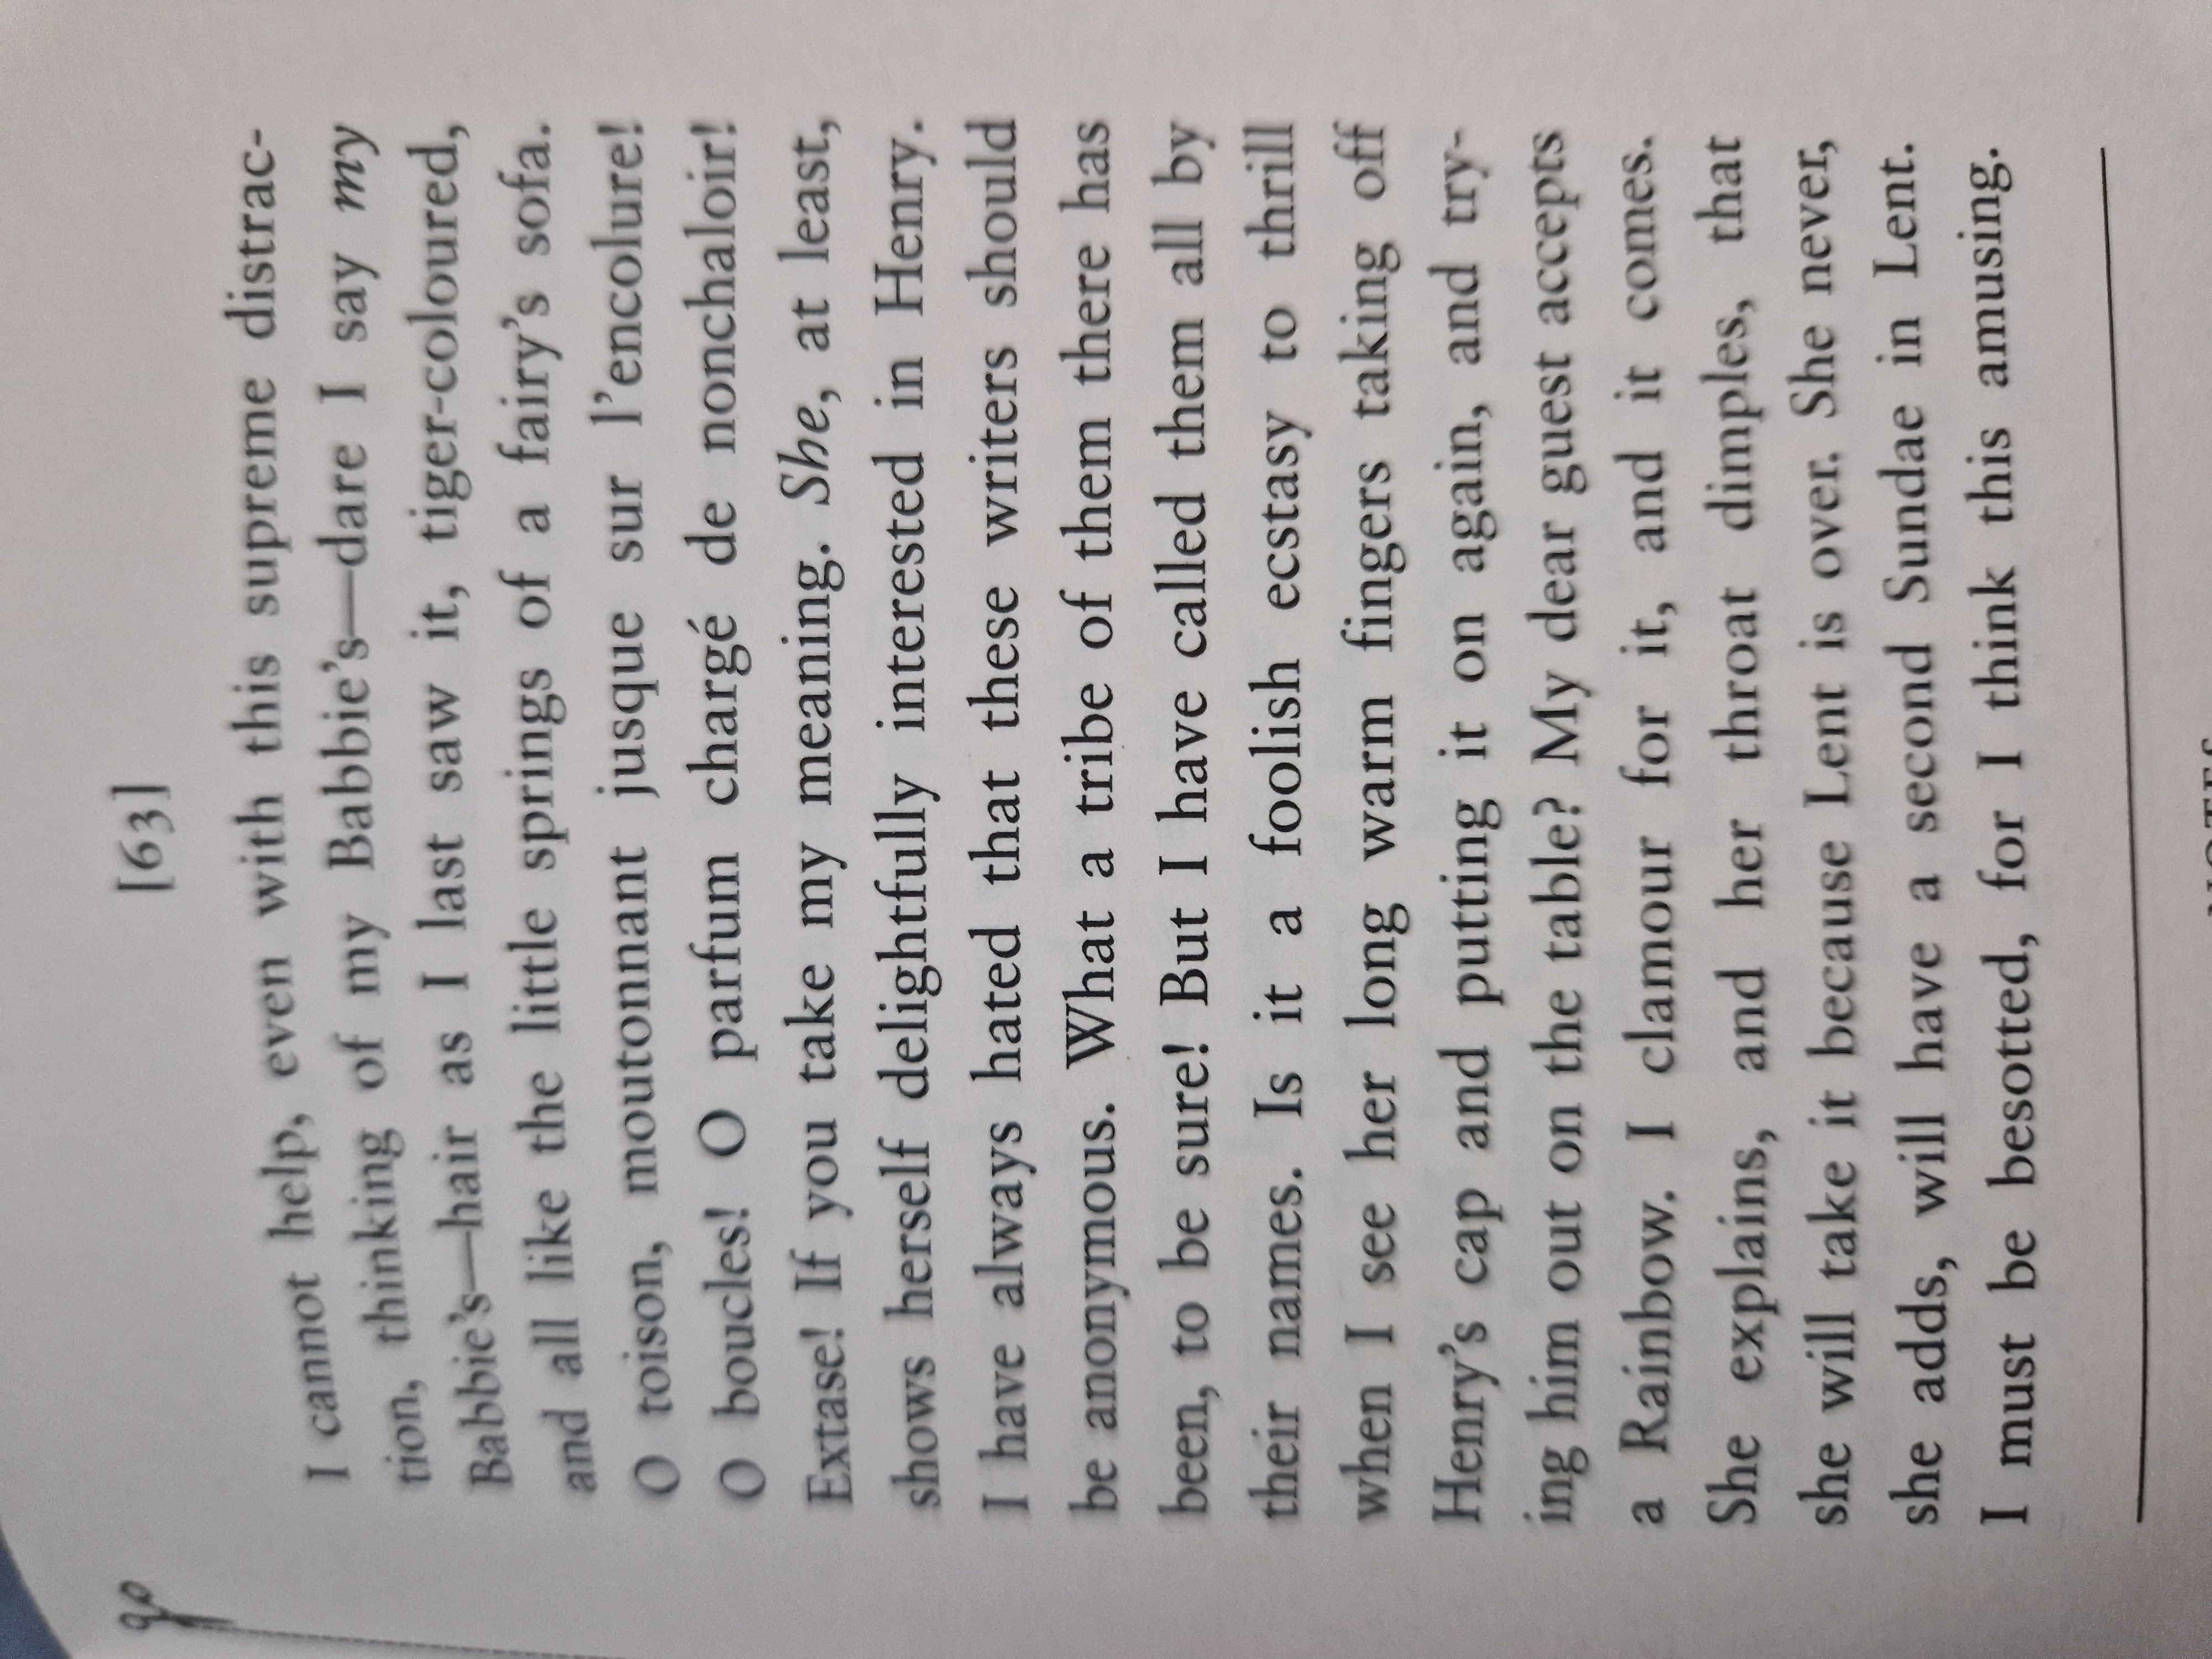 [63]
I cannot help, even with this supreme distrac-
tion, thinking of my Babbie's—dare I say my
Babbie's—hair as I last saw it, tiger-coloured,
and all like the little springs of a fairy's sofa.
O toison, moutonnant jusque sur l'encolure!
O boucles! O parfum chargé de nonchaloir!
Extase! If you take my meaning. She, at least,
shows herself delightfully interested in Henry.
I have always hated that these writers should
be anonymous. What a tribe of them there has
been, to be sure! But I have called them all by
their names. Is it a foolish ecstasy to thrill
when I see her long warm fingers taking off
Henry's cap and putting it on again, and try-
ing him out on the table? My dear guest accepts
a Rainbow. I clamour for it, and it comes.
She explains, and her throat dimples, that
she will take it because Lent is over. She never,
she adds, will have a second Sundae in Lent.
I must be besotted, for I think this amusing.